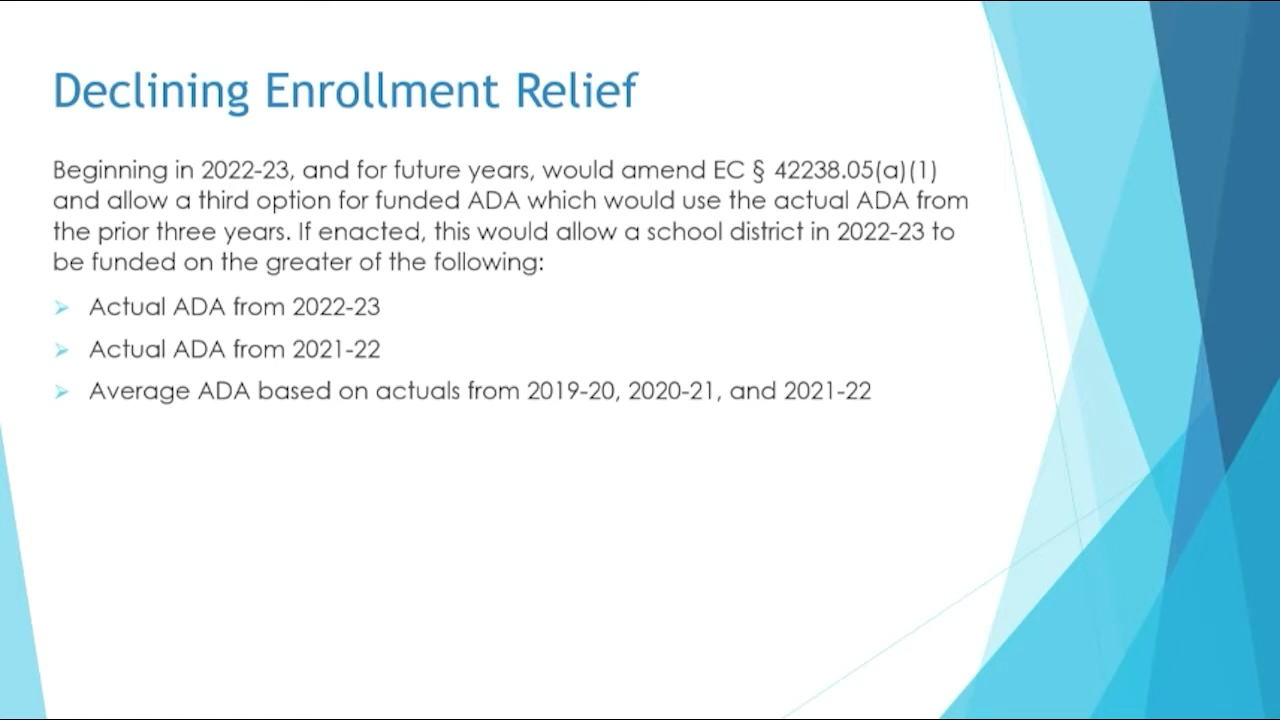 Declining Enrollment Relief
Beginning in 2022-23, and for future years, would amend EC § 42238.05(a)(1)
and allow a third option for funded ADA which would use the actual ADA from
the prior three years. If enacted, this would allow a school district in 2022-23 to
be funded on the greater of the following:
Actual ADA from 2022-23
Actual ADA from 2021-22
Average ADA based on actuals from 2019-20, 2020-21, and 2021-22